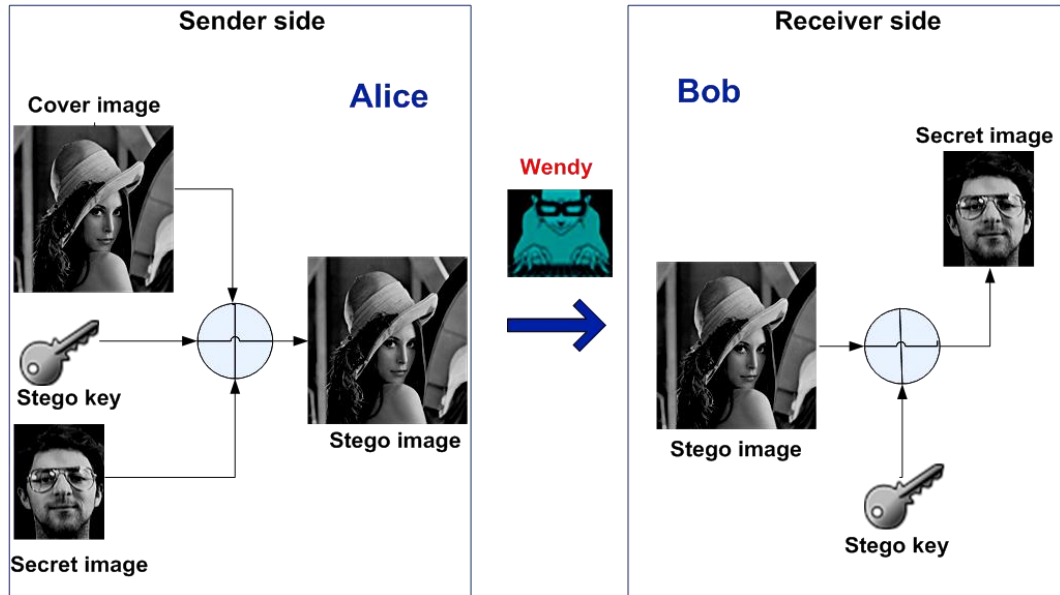 Sender side
Alice
Cover image
Stego key
Secret image
Stego image
Wendy
Receiver side
Bob
Secret image
Stego image
Stego key